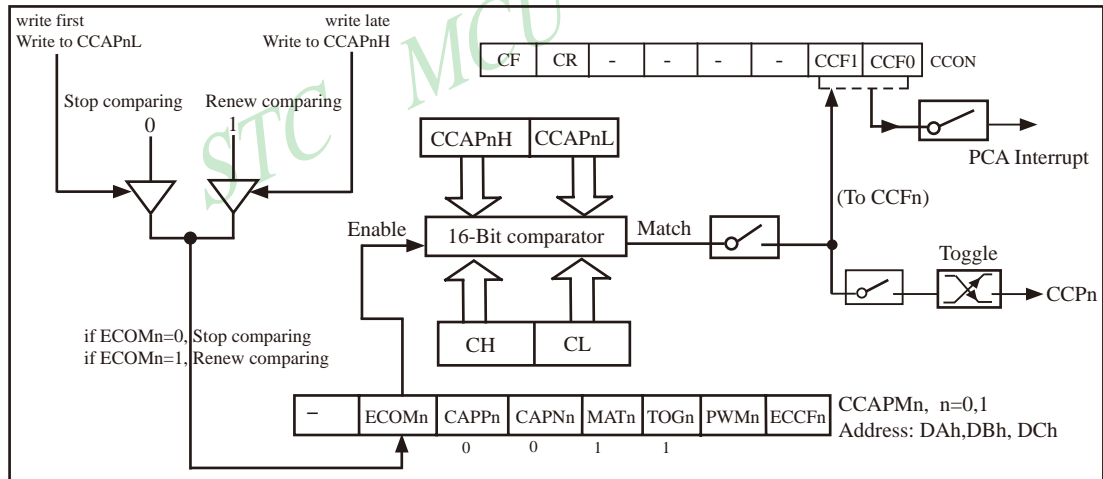 write first
Write to CCAPnL
write late
Write to CCAPnH
CF CR - - - - CCF1 CCF0 CCON
Stop comparing
0
Renew comparing
1
CCAPnH CCAPnL
PCA Interrupt
(To CCFn)
Enable
16-Bit comparator
Match
Toggle
CCPn
if ECOMn=0, Stop comparing
if ECOMn=1, Renew comparing
CH CL
- ECOMn CAPPn CAPNn MATn TOGn PWMn ECCFn
CCAPMn, n=0,1
Address: DAh,DBh, DCh
0 0 1 1
STC MCU